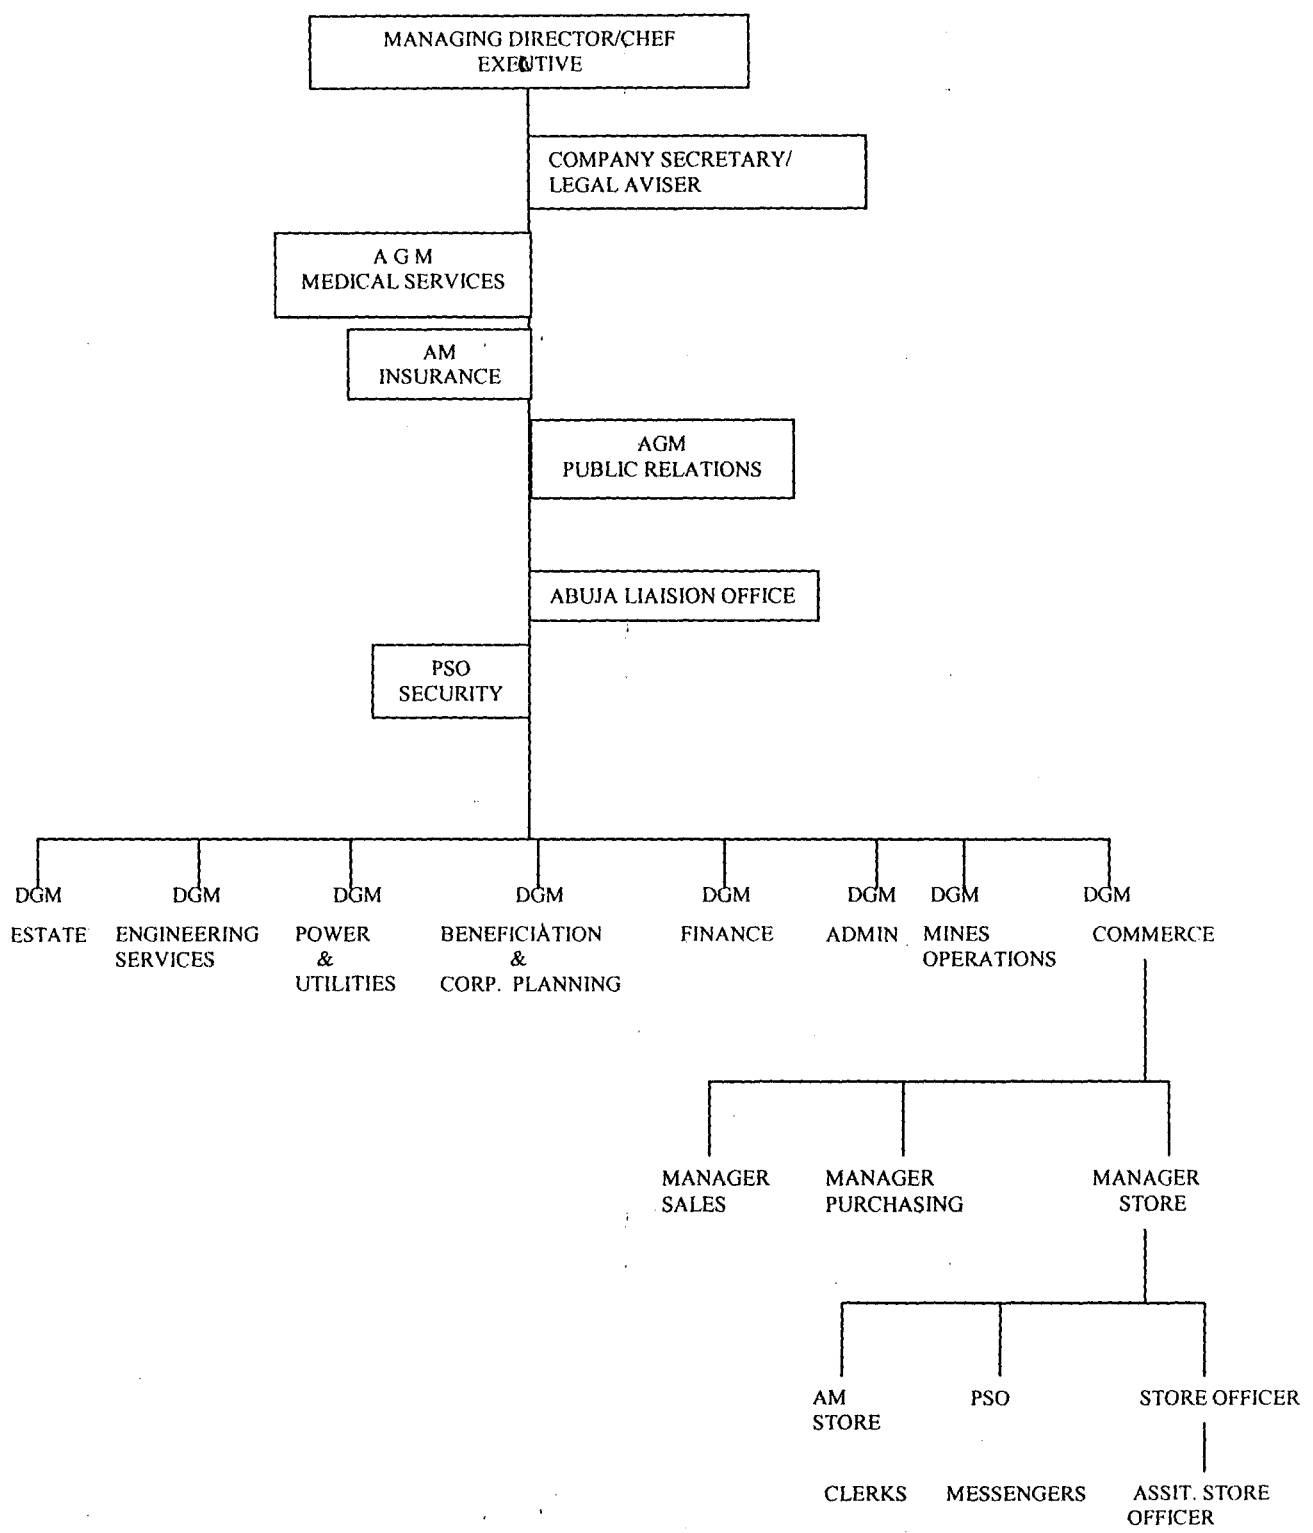 MANAGING DIRECTOR/CHEF
EXECUTIVE
COMPANY SECRETARY/
LEGAL AVISER
A G M
MEDICAL SERVICES
AM
INSURANCE
AGM
PUBLIC RELATIONS
ABUJA LIAISION OFFICE
PSO
SECURITY
DGM DGM DGM DGM DGM DGM DGM DGM
ESTATE ENGINEERING POWER BENEFICIATION FINANCE ADMIN MINES COMMERCE
SERVICES & & OPERATIONS
UTILITIES CORP. PLANNING
MANAGER MANAGER MANAGER
SALES PURCHASING STORE
AM PSO STORE OFFICER
STORE
CLERKS MESSENGERS ASSIT. STORE
OFFICER